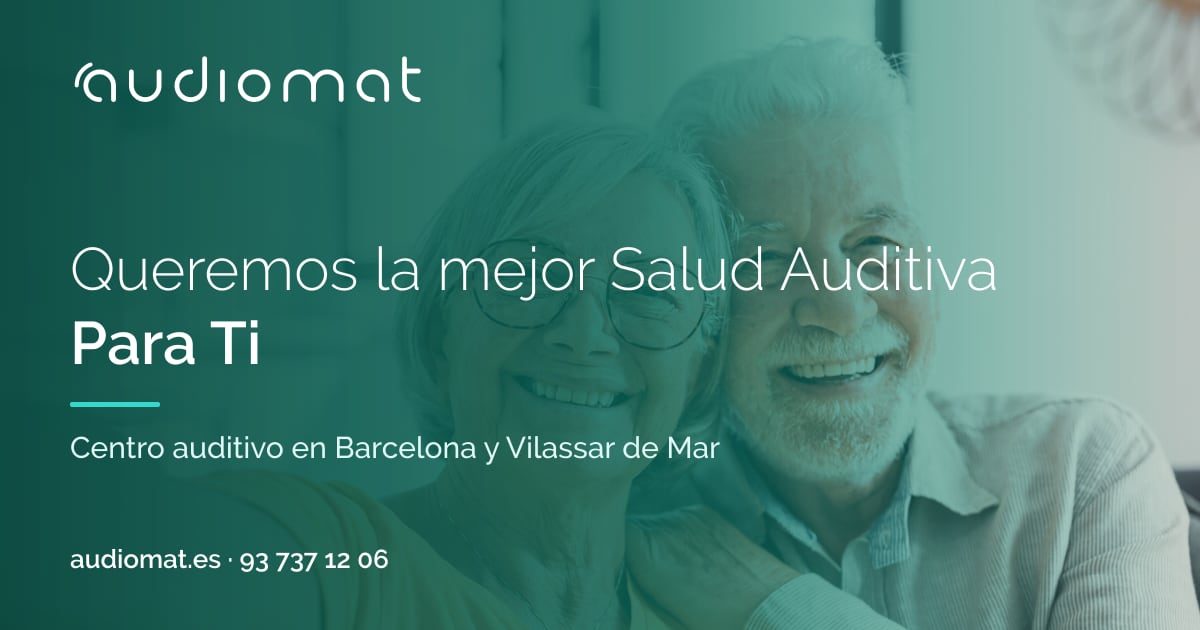 audiomat
Queremos la mejor Salud Auditiva
Para Ti
Centro auditivo en Barcelona y Vilassar de Mar
audiomat.es · 93 737 12 06